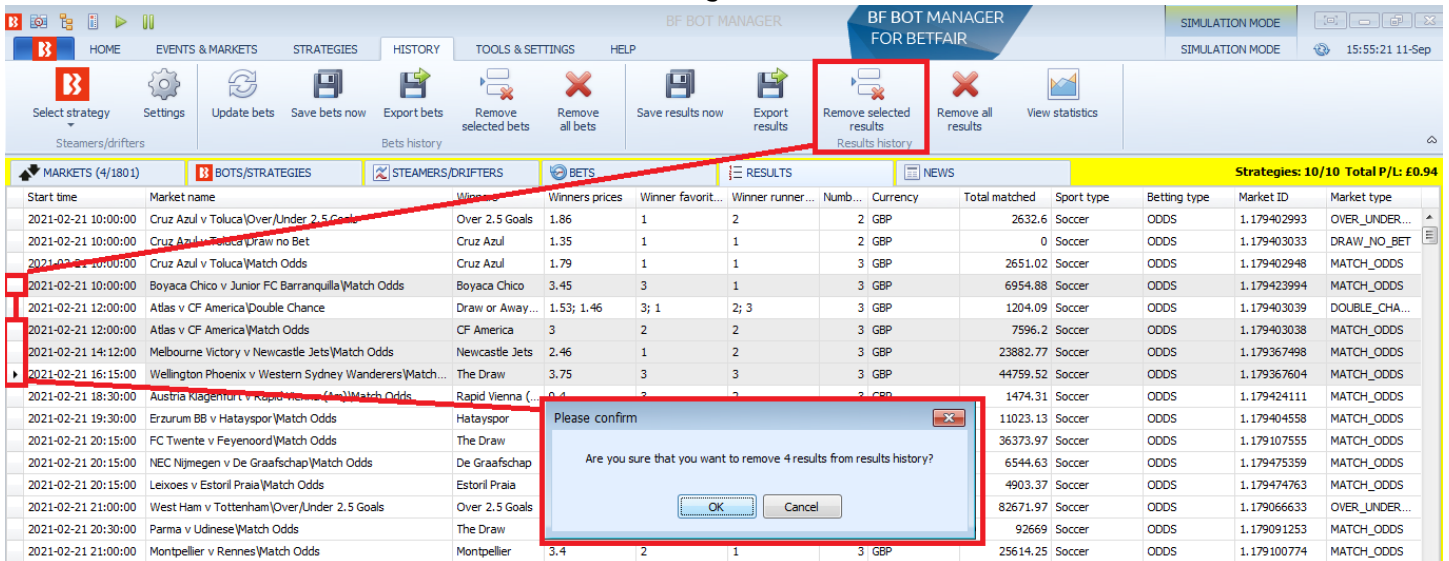 BF BOT MANAGER
BF BOT MANAGER
FOR BETFAIR
SIMULATION MODE
HOME EVENTS & MARKETS STRATEGIES HISTORY TOOLS & SETTINGS HELP SIMULATION MODE 15:55:21 11-Sep
Select strategy Settings Update bets Save bets now Export bets Remove selected bets Remove all bets Save results now Export results Remove selected results Remove all results View statistics
Steamers/drifters Bets history Results history
MARKETS (4/1801) BOTS/STRATEGIES STEAMERS/DRIFTERS BETS RESULTS NEWS Strategies: 10/10 Total P/L: £0.94
Start time Market name Winners Winners prices Winner favorit... Winner runner... Numb... Currency Total matched Sport type Betting type Market ID Market type
2021-02-21 10:00:00 Cruz Azul v Toluca\Over/Under 2.5 Goals Over 2.5 Goals 1.86 1 2 2 GBP 2632.6 Soccer ODDS 1.179402993 OVER_UNDER...
2021-02-21 10:00:00 Cruz Azul v Toluca\Draw no Bet Cruz Azul 1.35 1 1 2 GBP 0 Soccer ODDS 1.179403033 DRAW_NO_BET
2021-02-21 10:00:00 Cruz Azul v Toluca\Match Odds Cruz Azul 1.79 1 1 3 GBP 2651.02 Soccer ODDS 1.179402948 MATCH_ODDS
2021-02-21 10:00:00 Boyaca Chico v Junior FC Barranquilla\Match Odds Boyaca Chico 3.45 3 1 3 GBP 6954.88 Soccer ODDS 1.179423994 MATCH_ODDS
2021-02-21 12:00:00 Atlas v CF America\Double Chance Draw or Away... 1.53; 1.46 3; 1 2; 3 3 GBP 1204.09 Soccer ODDS 1.179403039 DOUBLE_CHA...
2021-02-21 12:00:00 Atlas v CF America\Match Odds CF America 3 2 2 3 GBP 7596.2 Soccer ODDS 1.179403038 MATCH_ODDS
2021-02-21 14:12:00 Melbourne Victory v Newcastle Jets\Match Odds Newcastle Jets 2.46 1 2 3 GBP 23882.77 Soccer ODDS 1.179367498 MATCH_ODDS
2021-02-21 16:15:00 Wellington Phoenix v Western Sydney Wanderers\Match... The Draw 3.75 3 3 3 GBP 44759.52 Soccer ODDS 1.179367604 MATCH_ODDS
2021-02-21 18:30:00 Austria Klagenfurt v Rapid Vienna (Am)\Match Odds Rapid Vienna (... 3 GBP 1474.31 Soccer ODDS 1.179424111 MATCH_ODDS
2021-02-21 19:30:00 Erzurum BB v Hatayspor\Match Odds Hatayspor 11023.13 Soccer ODDS 1.179404558 MATCH_ODDS
2021-02-21 20:15:00 FC Twente v Feyenoord\Match Odds The Draw 36373.97 Soccer ODDS 1.179107555 MATCH_ODDS
2021-02-21 20:15:00 NEC Nijmegen v De Graafschap\Match Odds De Graafschap 6544.63 Soccer ODDS 1.179475359 MATCH_ODDS
2021-02-21 20:15:00 Leixoes v Estoril Praia\Match Odds Estoril Praia 4903.37 Soccer ODDS 1.179474763 MATCH_ODDS
2021-02-21 21:00:00 West Ham v Tottenham\Over/Under 2.5 Goals Over 2.5 Goals 82671.97 Soccer ODDS 1.179066633 OVER_UNDER...
2021-02-21 20:30:00 Parma v Udinese\Match Odds The Draw 92669 Soccer ODDS 1.179091253 MATCH_ODDS
2021-02-21 21:00:00 Montpellier v Rennes\Match Odds Montpellier 3.4 2 1 3 GBP 25614.25 Soccer ODDS 1.179100774 MATCH_ODDS
Please confirm
Are you sure that you want to remove 4 results from results history?
OK Cancel